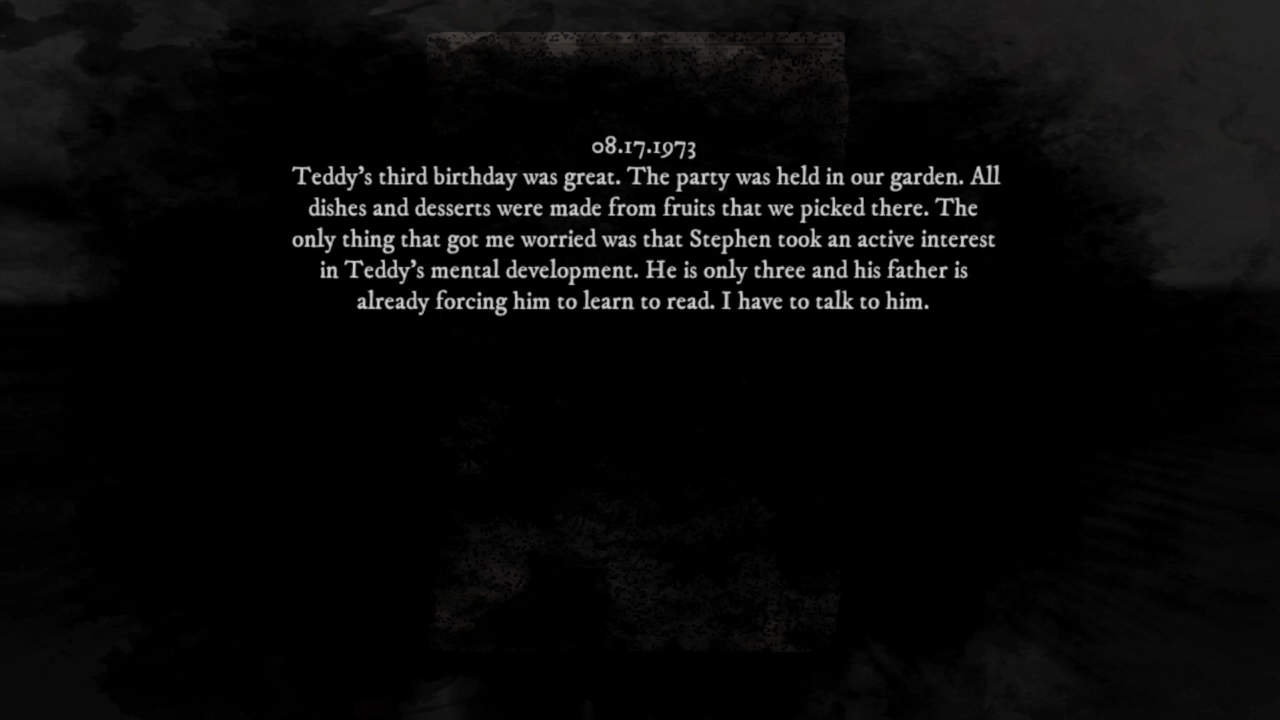 08.17.1973
Teddy's third birthday was great. The party was held in our garden. All
dishes and desserts were made from fruits that we picked there. The
only thing that got me worried was that Stephen took an active interest
in Teddy's mental development. He is only three and his father is
already forcing him to learn to read. I have to talk to him.